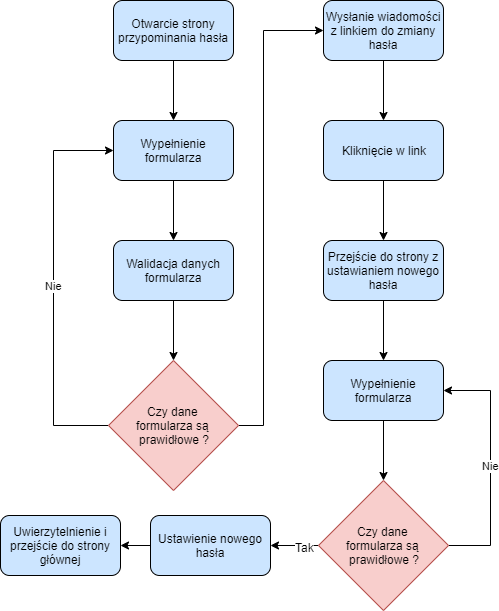 Otwarcie strony
przypominania hasła
Wypełnienie
formularza
Walidacja danych
formularza
Nie
Czy dane
formularza są
prawidłowe ?
Wysłanie wiadomości
z linkiem do zmiany
hasła
Kliknięcie w link
Przejście do strony z
ustawianiem nowego
hasła
Wypełnienie
formularza
Nie
Czy dane
formularza są
prawidłowe ?
Tak
Ustawienie nowego
hasła
Uwierzytelnienie i
przejście do strony
głównej